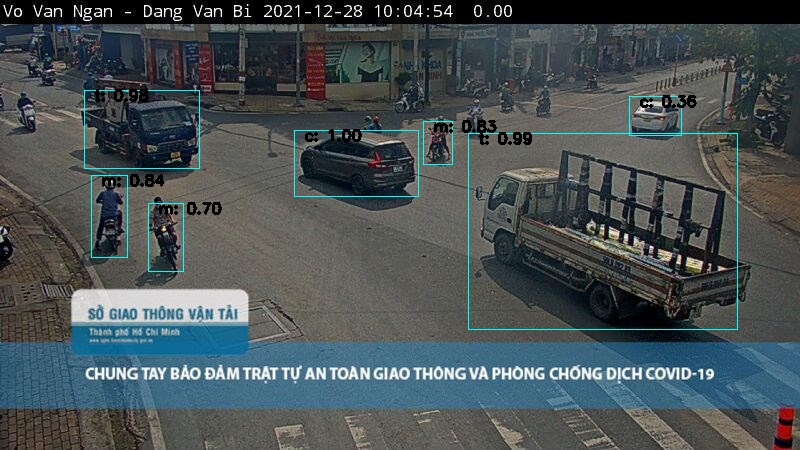 Vo Van Ngan - Dang Van Bi 2021-12-28 10:04:54 0.00
t: 0.98
c: 1.00
m: 0.83
c: 0.36
t: 0.99
m: 0.84
m: 0.70
NHA KHOA
SỞ GIAO THÔNG VẬN TẢI
Thành phố Hồ Chí Minh
CHUNG TAY BẢO ĐẢM TRẬT TỰ AN TOÀN GIAO THÔNG VÀ PHÒNG CHỐNG DỊCH COVID-19